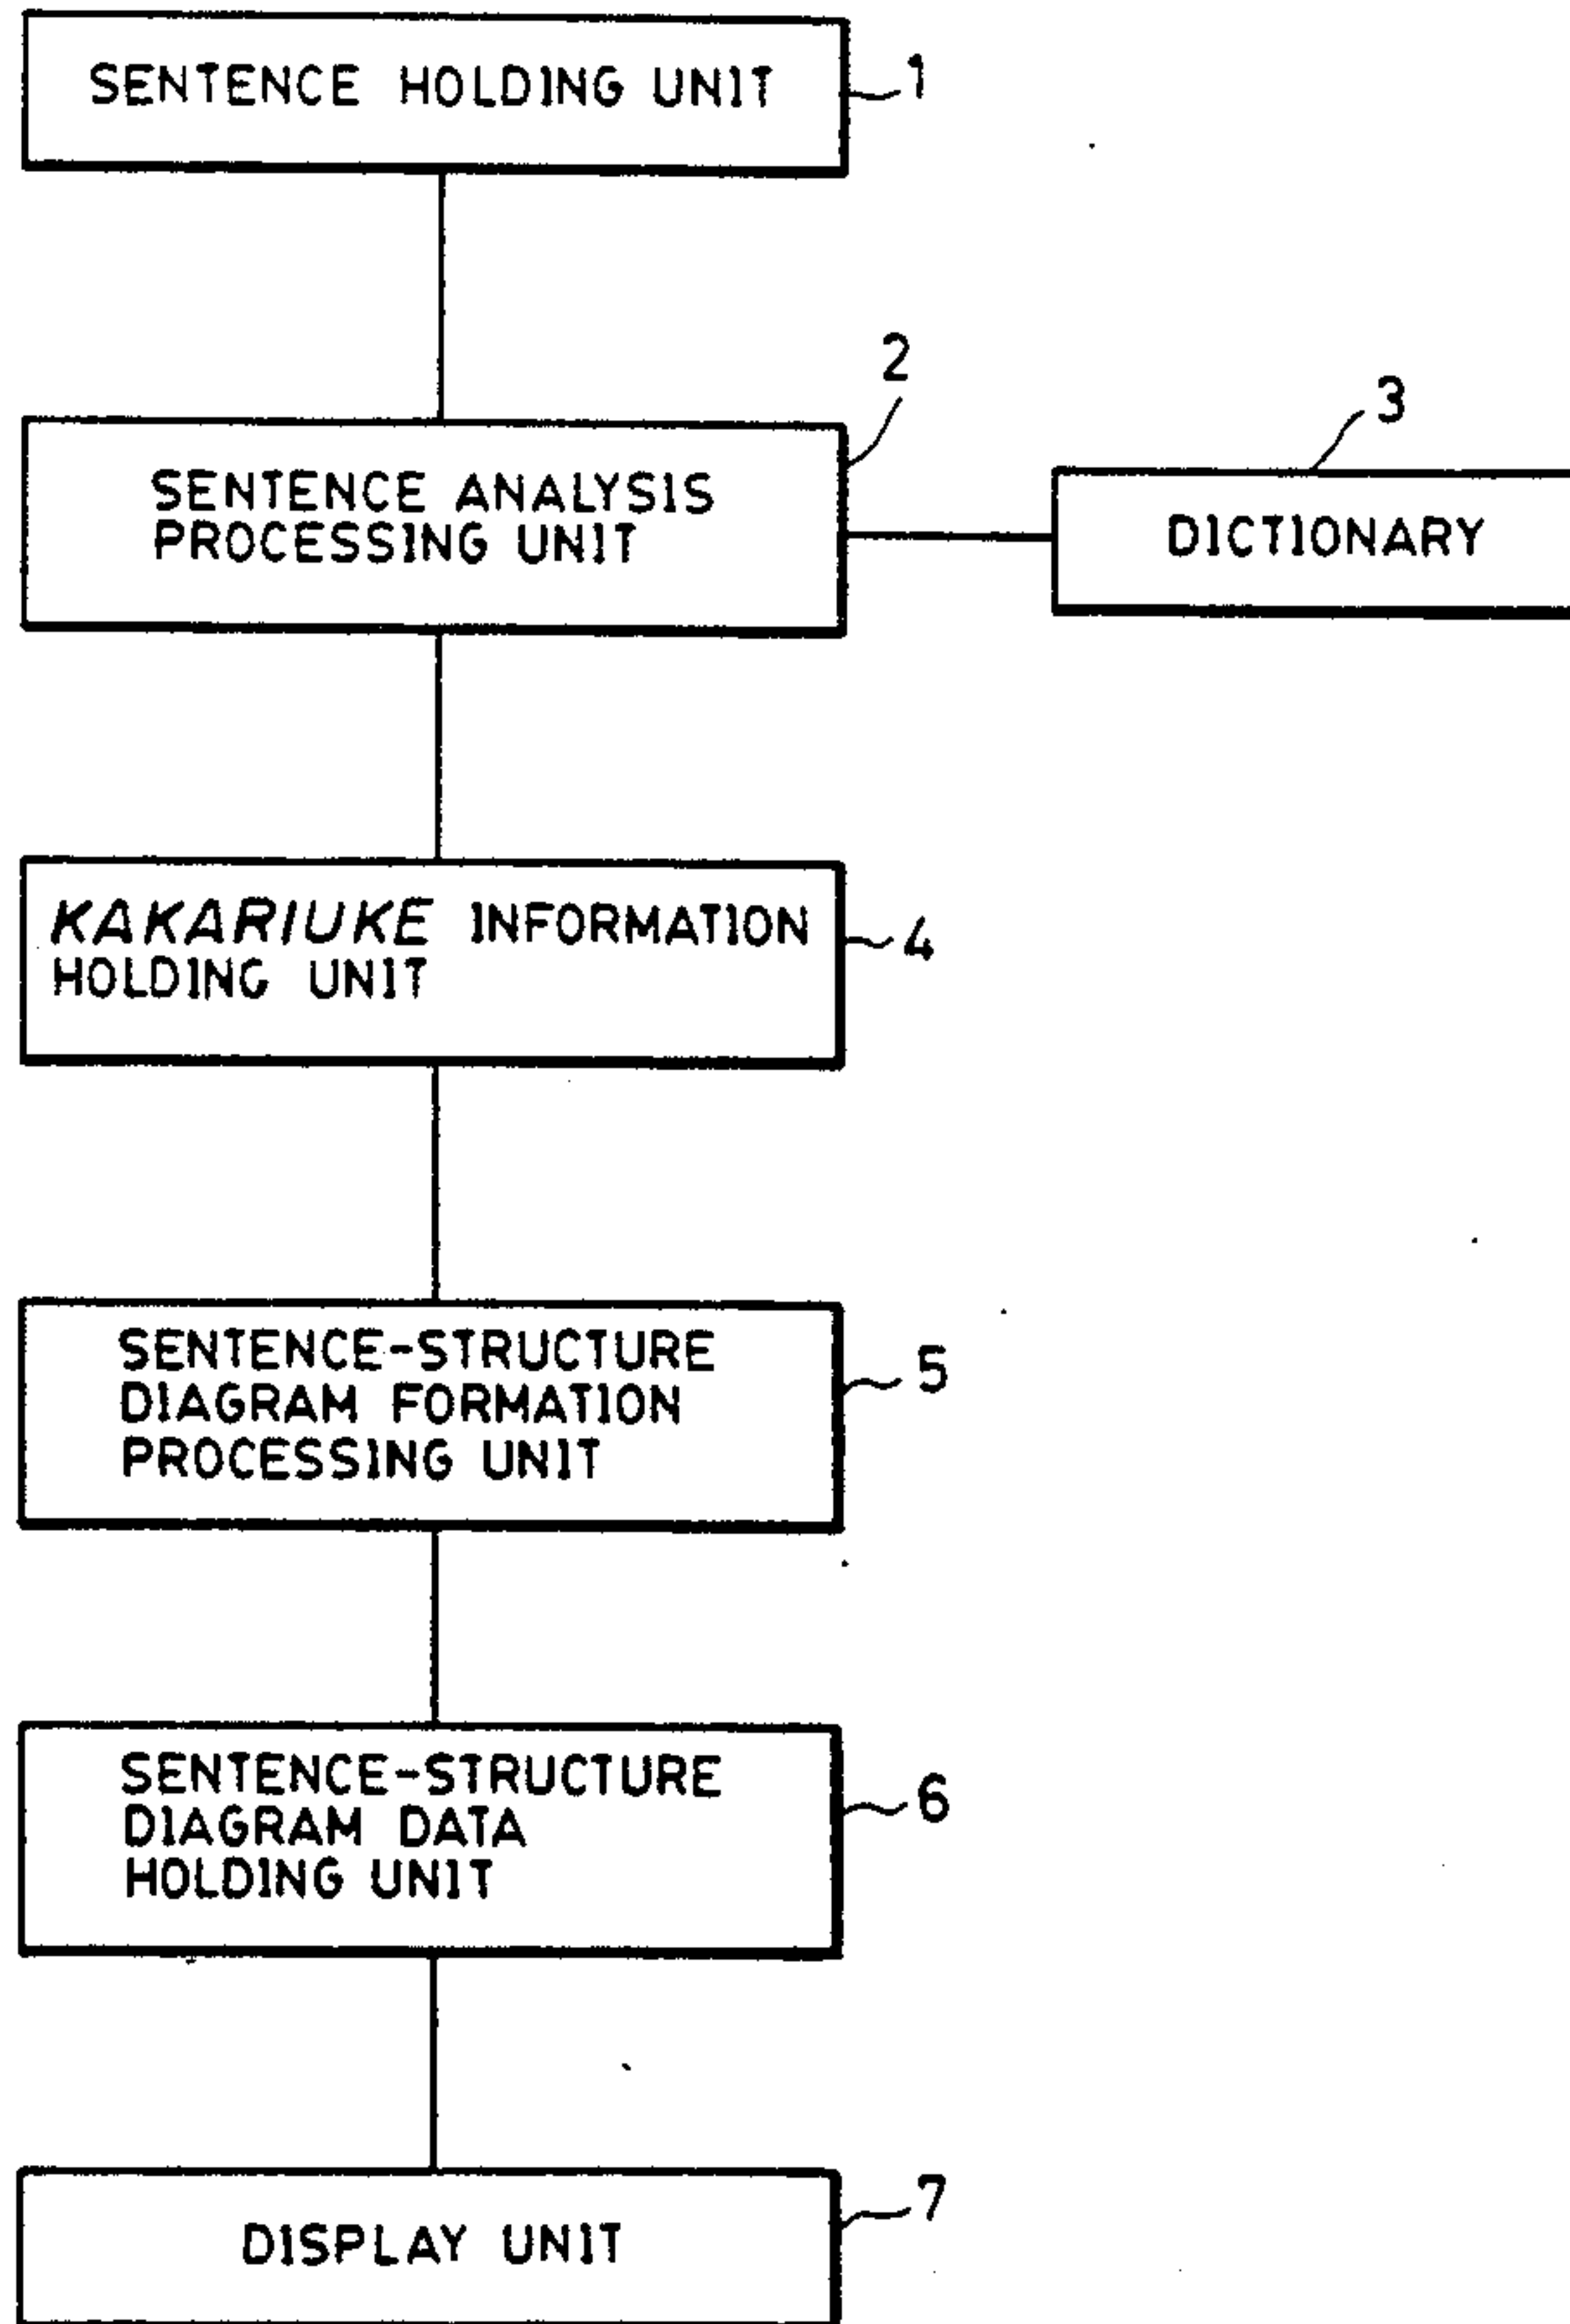 SENTENCE HOLDING UNIT
1
2
3
SENTENCE ANALYSIS
PROCESSING UNIT
DICTIONARY
KAKARIUKE INFORMATION
HOLDING UNIT
4
SENTENCE-STRUCTURE
DIAGRAM FORMATION
PROCESSING UNIT
5
SENTENCE-STRUCTURE
DIAGRAM DATA
HOLDING UNIT
6
DISPLAY UNIT
7